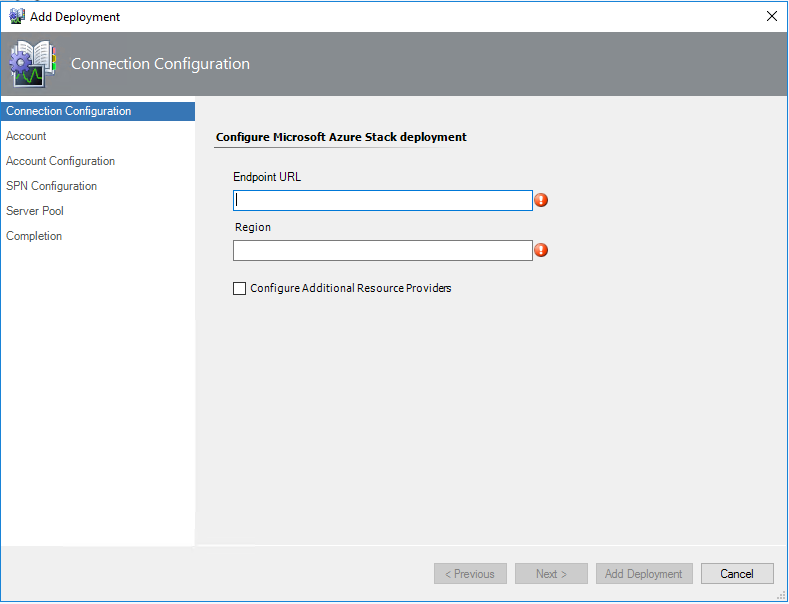 Add Deployment
Connection Configuration
Connection Configuration
Account
Account Configuration
SPN Configuration
Server Pool
Completion
Configure Microsoft Azure Stack deployment
Endpoint URL
Region
Configure Additional Resource Providers
< Previous
Next >
Add Deployment
Cancel